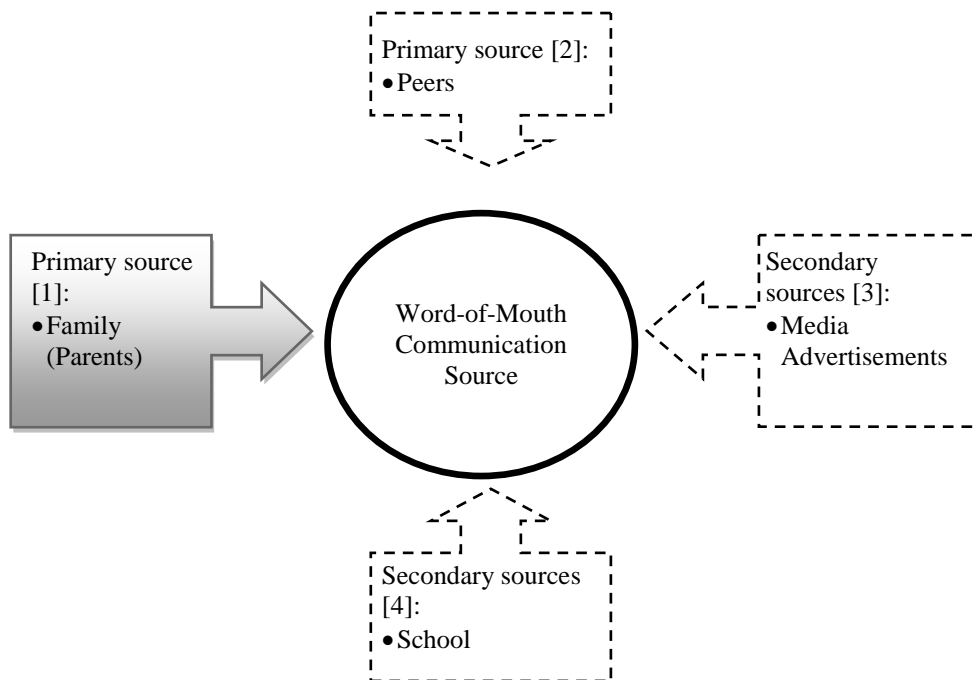 Primary source [2]:
•Peers
Primary source
[1]:
•Family
(Parents)
Word-of-Mouth
Communication
Source
Secondary
sources [3]:
•Media
Advertisements
Secondary sources
[4]:
•School